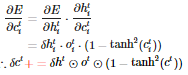 ∂E/∂c_i^t = ∂E/∂h_i^t · ∂h_i^t/∂c_i^t
= δh_i^t · o_i^t · (1 − tanh²(c_i^t))
∴ δc^t += δh^t ⊙ o^t ⊙ (1 − tanh²(c^t))